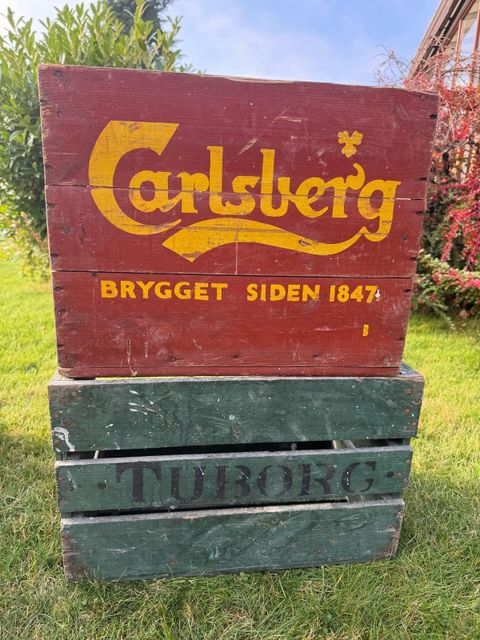 Carlsberg
BRYGGET SIDEN 1847
B
· TUBORG ·